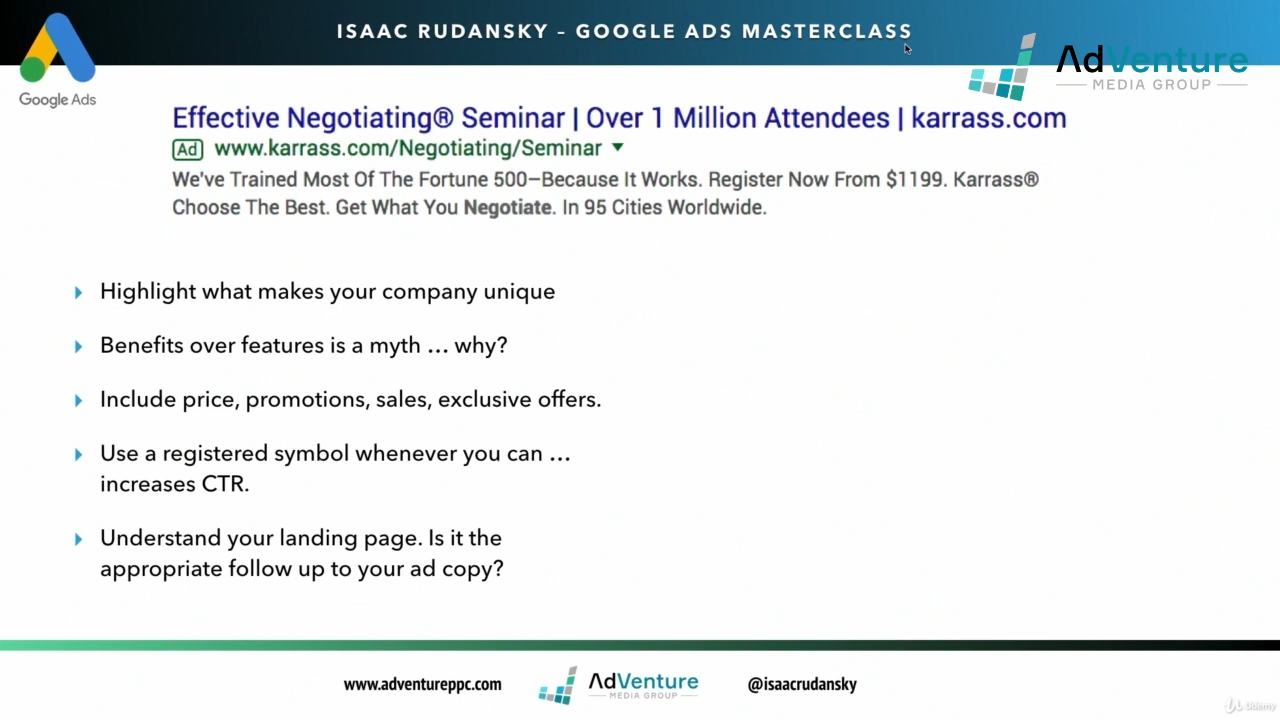 ISAAC RUDANSKY – GOOGLE ADS MASTERCLASS
Google Ads
AdVenture
MEDIA GROUP
Effective Negotiating® Seminar | Over 1 Million Attendees | karrass.com
Ad www.karrass.com/Negotiating/Seminar
We've Trained Most Of The Fortune 500–Because It Works. Register Now From $1199. Karrass®
Choose The Best. Get What You Negotiate. In 95 Cities Worldwide.
Highlight what makes your company unique
Benefits over features is a myth … why?
Include price, promotions, sales, exclusive offers.
Use a registered symbol whenever you can …
increases CTR.
Understand your landing page. Is it the
appropriate follow up to your ad copy?
www.adventureppc.com
AdVenture
MEDIA GROUP
@isaacrudansky
Udemy